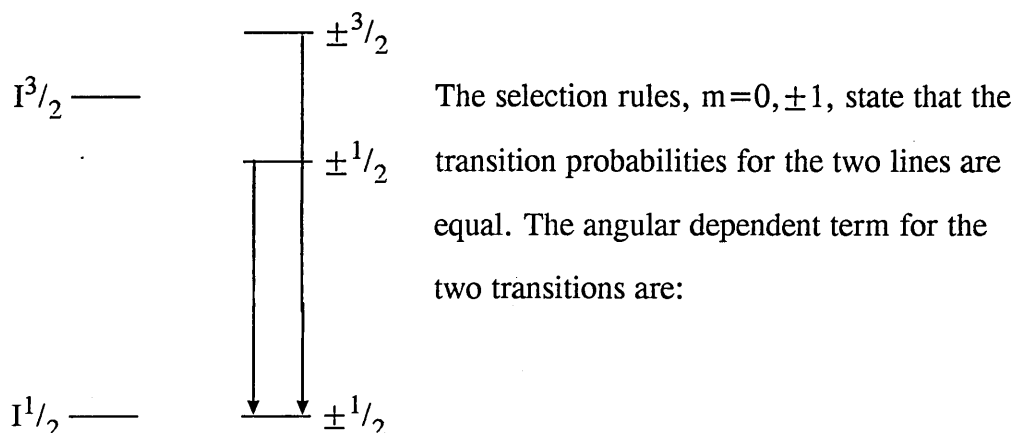 ±³/₂
I³/₂
The selection rules, m=0,±1, state that the
±¹/₂
transition probabilities for the two lines are
equal. The angular dependent term for the
two transitions are:
I¹/₂
±¹/₂